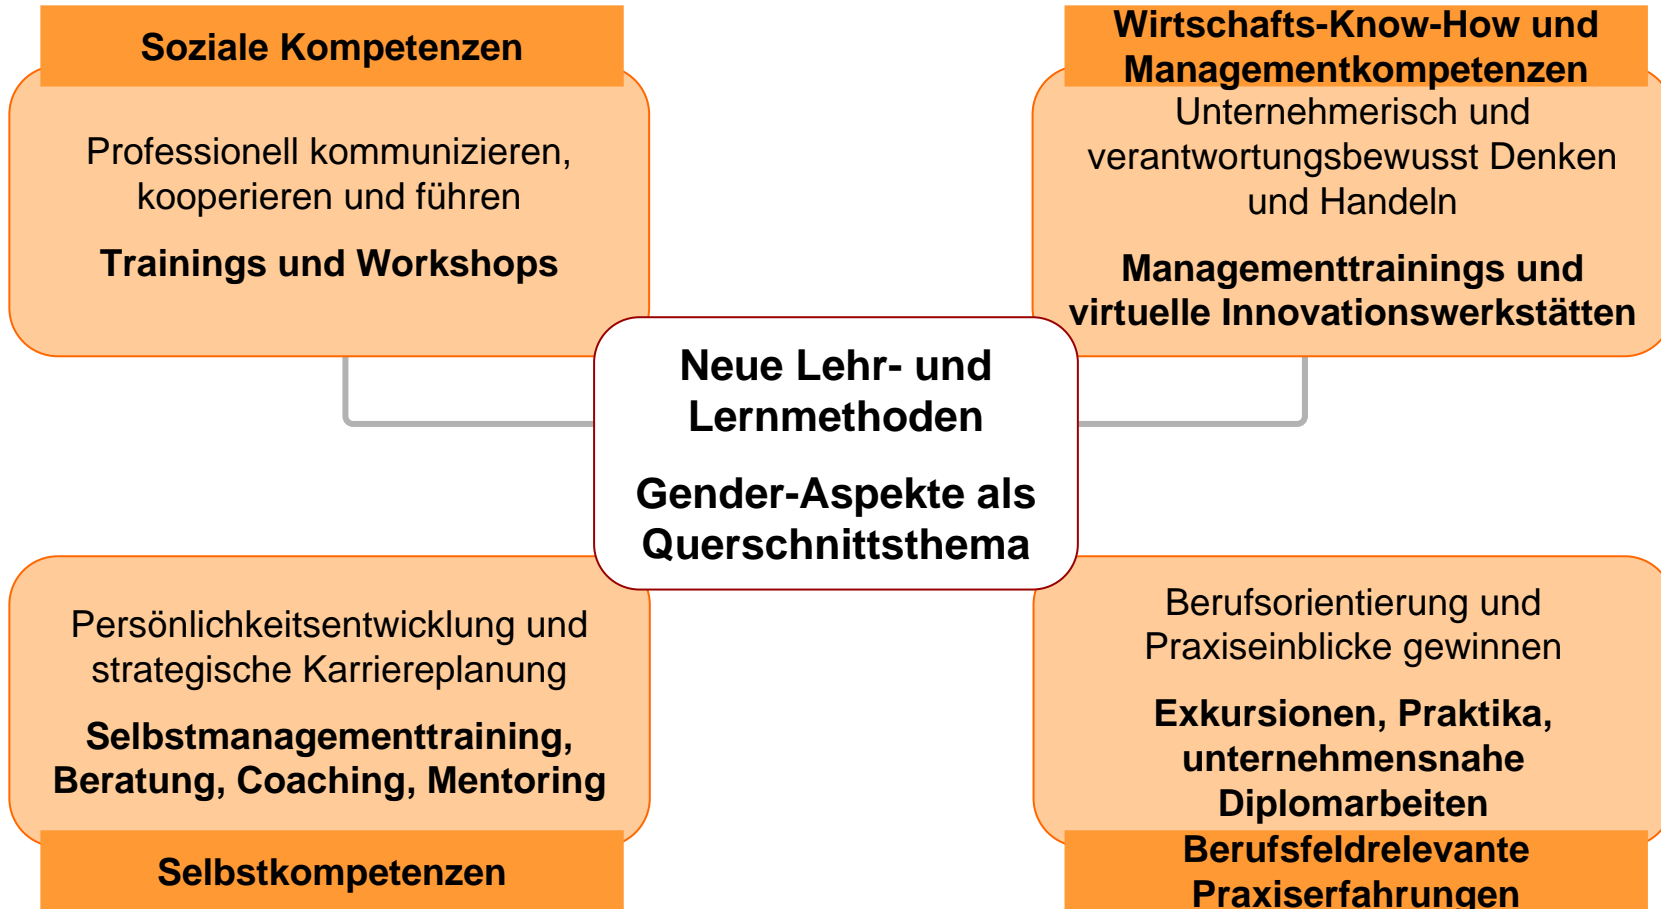 Soziale Kompetenzen
Professionell kommunizieren,
kooperieren und führen
Trainings und Workshops
Wirtschafts-Know-How und
Managementkompetenzen
Unternehmerisch und
verantwortungsbewusst Denken
und Handeln
Managementtrainings und
virtuelle Innovationswerkstätten
Neue Lehr- und
Lernmethoden
Gender-Aspekte als
Querschnittsthema
Persönlichkeitsentwicklung und
strategische Karriereplanung
Selbstmanagementtraining,
Beratung, Coaching, Mentoring
Selbstkompetenzen
Berufsorientierung und
Praxiseinblicke gewinnen
Exkursionen, Praktika,
unternehmensnahe
Diplomarbeiten
Berufsfeldrelevante
Praxiserfahrungen